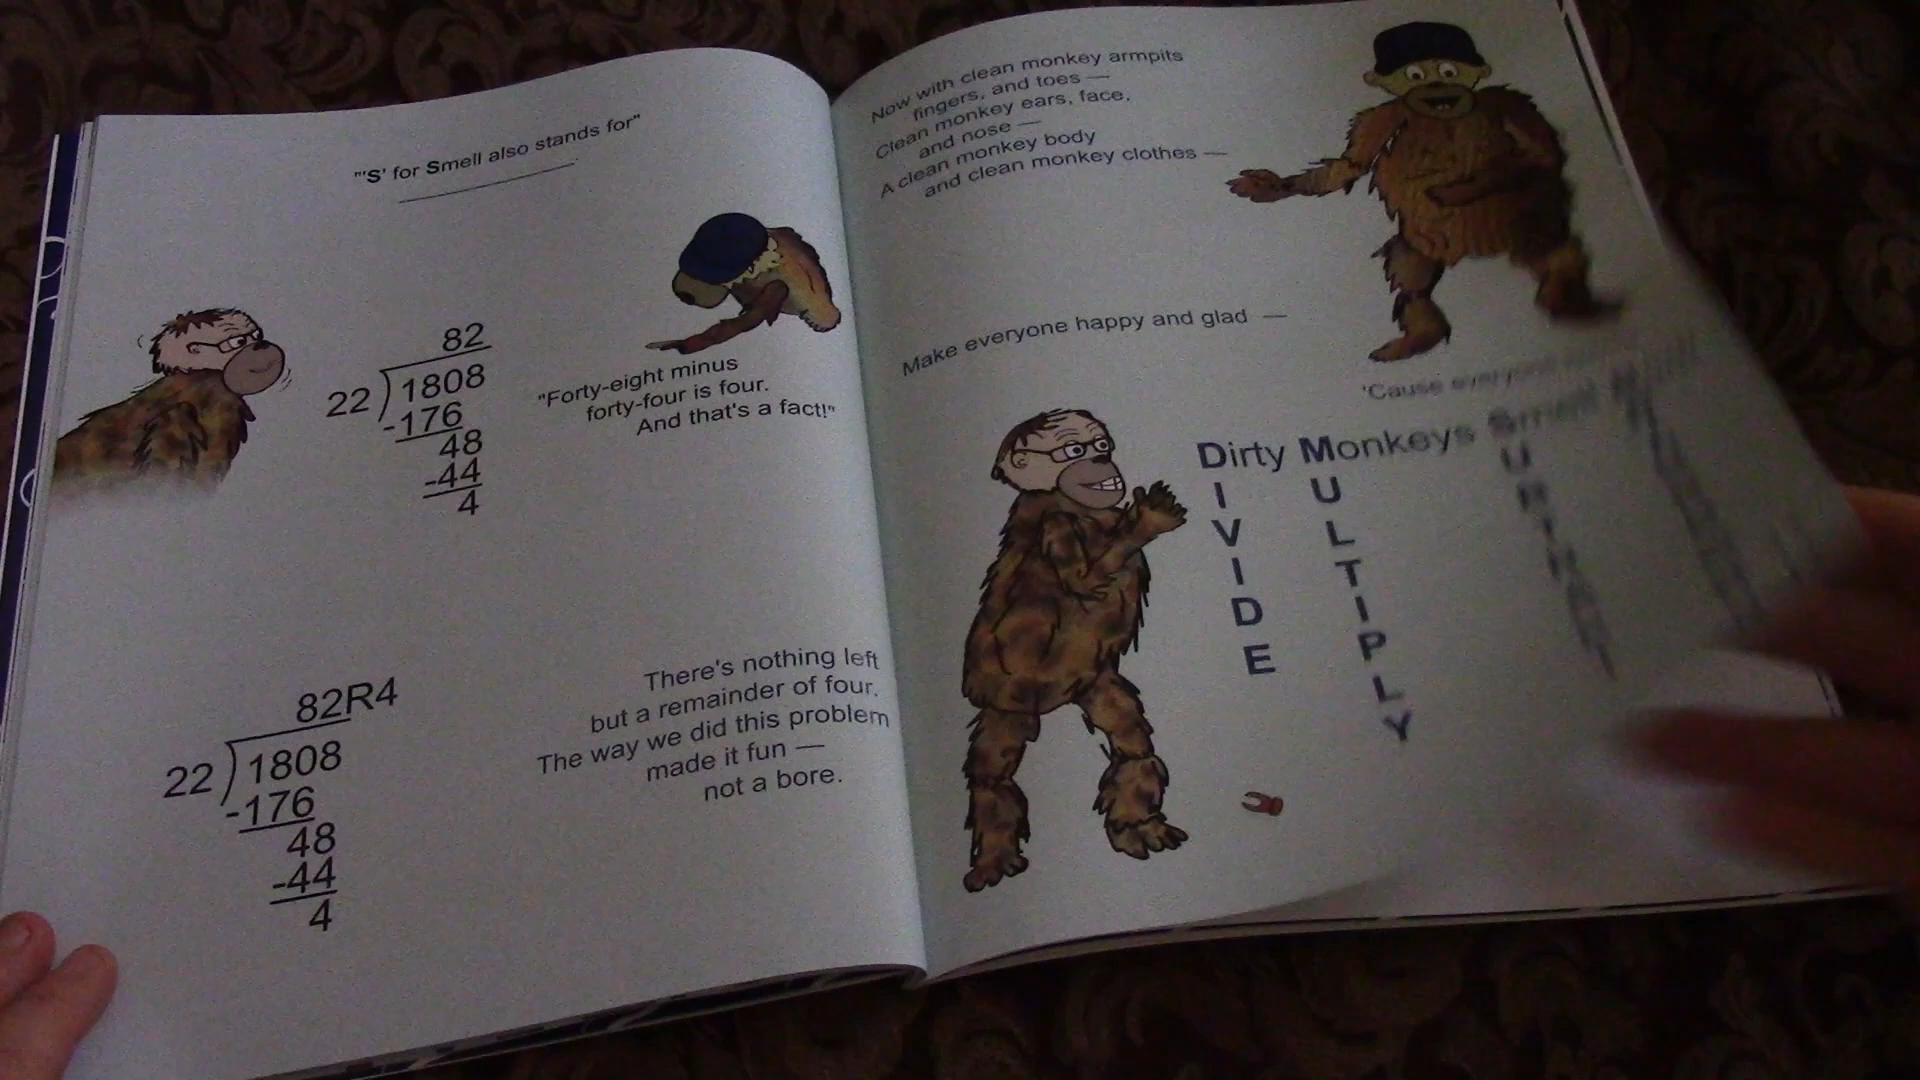 "'S' for Smell also stands for"
82
22 1808
-176
48
-44
4
"Forty-eight minus
forty-four is four.
And that's a fact!"
82R4
22 1808
-176
48
-44
4
There's nothing left
but a remainder of four.
The way we did this problem
made it fun —
not a bore.
Now with clean monkey armpits
fingers, and toes —
Clean monkey ears, face,
and nose —
A clean monkey body
and clean monkey clothes —
Make everyone happy and glad —
'Cause everyone
Dirty Monkeys Smell
DIVIDE
MULTIPLY